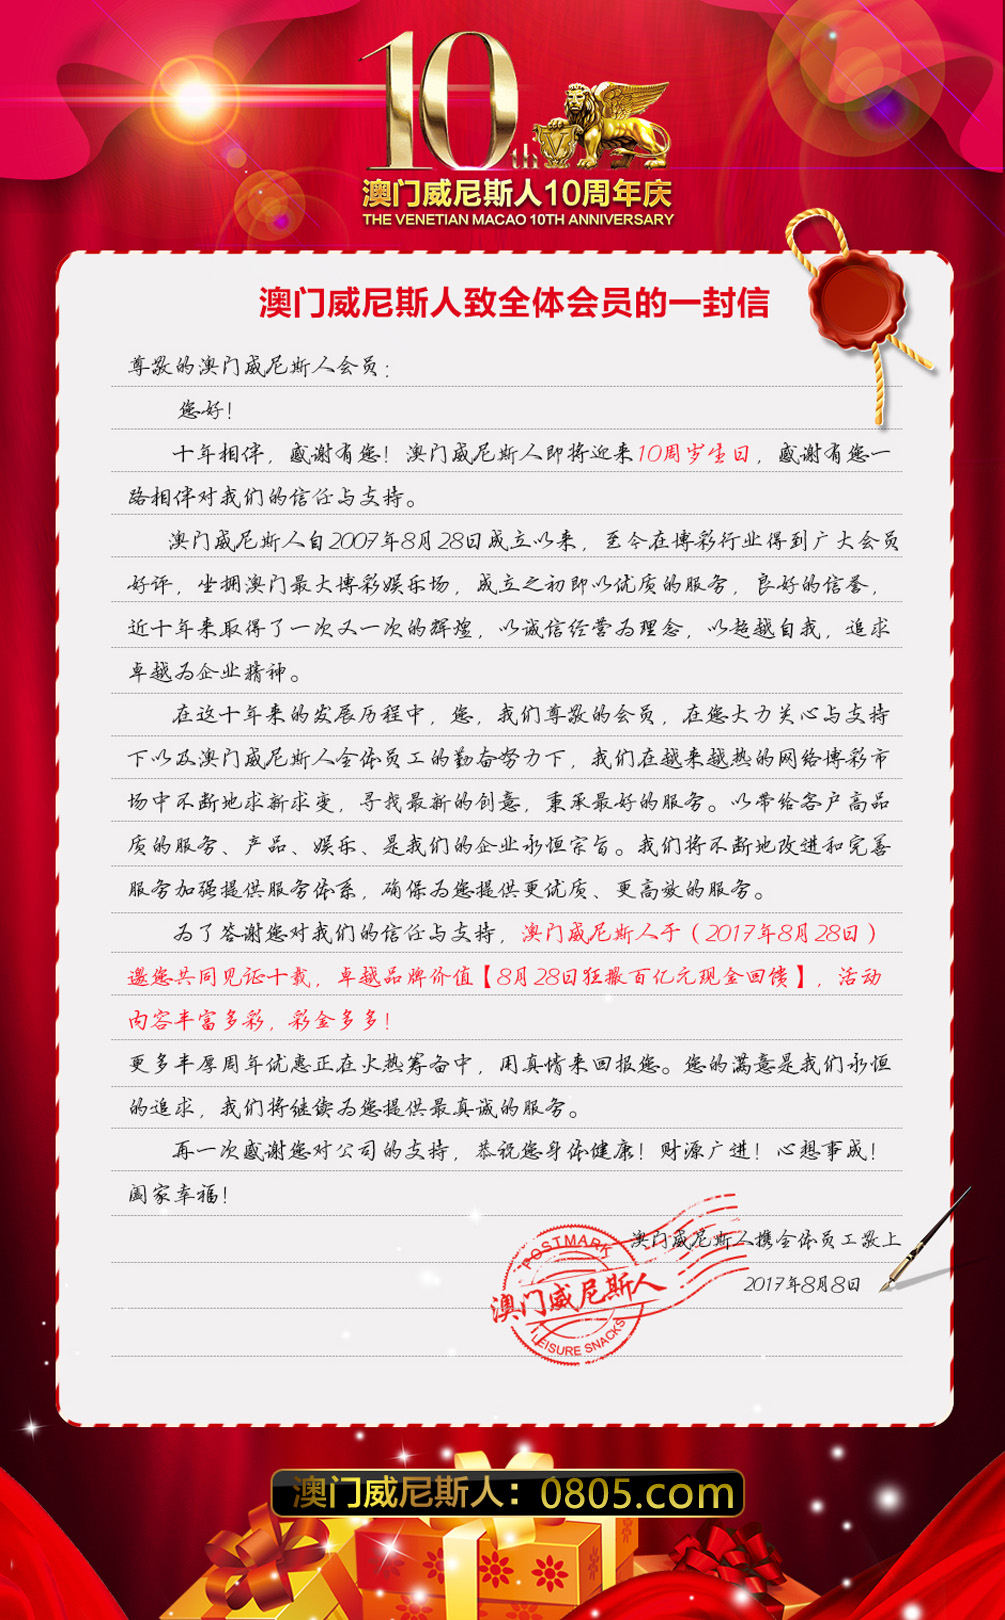 10th
澳门威尼斯人10周年庆
THE VENETIAN MACAO 10TH ANNIVERSARY
澳门威尼斯人致全体会员的一封信
尊敬的澳门威尼斯人会员：
您好！
十年相伴，感谢有您！澳门威尼斯人即将迎来10周岁生日，感谢有您一
路相伴对我们的信任与支持。
澳门威尼斯人自2007年8月28日成立以来，至今在博彩行业得到广大会员
好评，坐拥澳门最大博彩娱乐场，成立之初即以优质的服务，良好的信誉，
近十年来取得了一次又一次的辉煌，以诚信经营为理念，以超越自我，追求
卓越为企业精神。
在这十年来的发展历程中，您，我们尊敬的会员，在您大力关心与支持
下以及澳门威尼斯人全体员工的勤奋努力下，我们在越来越热的网络博彩市
场中不断地求新求变，寻找最新的创意，秉承最好的服务。以带给客户高品
质的服务、产品、娱乐、是我们的企业永恒宗旨。我们将不断地改进和完善
服务加强提供服务体系，确保为您提供更优质、更高效的服务。
为了答谢您对我们的信任与支持，澳门威尼斯人于（2017年8月28日）
邀您共同见证十载，卓越品牌价值【8月28日狂撒百亿元现金回馈】，活动
内容丰富多彩，彩金多多！
更多丰厚周年优惠正在火热筹备中，用真情来回报您。您的满意是我们永恒
的追求，我们将继续为您提供最真诚的服务。
再一次感谢您对公司的支持，恭祝您身体健康！财源广进！心想事成！
阖家幸福！
澳门威尼斯人携全体员工敬上
2017年8月8日
POSTMARK
澳门威尼斯人
LEISURE SNACKS
澳门威尼斯人：0805.com